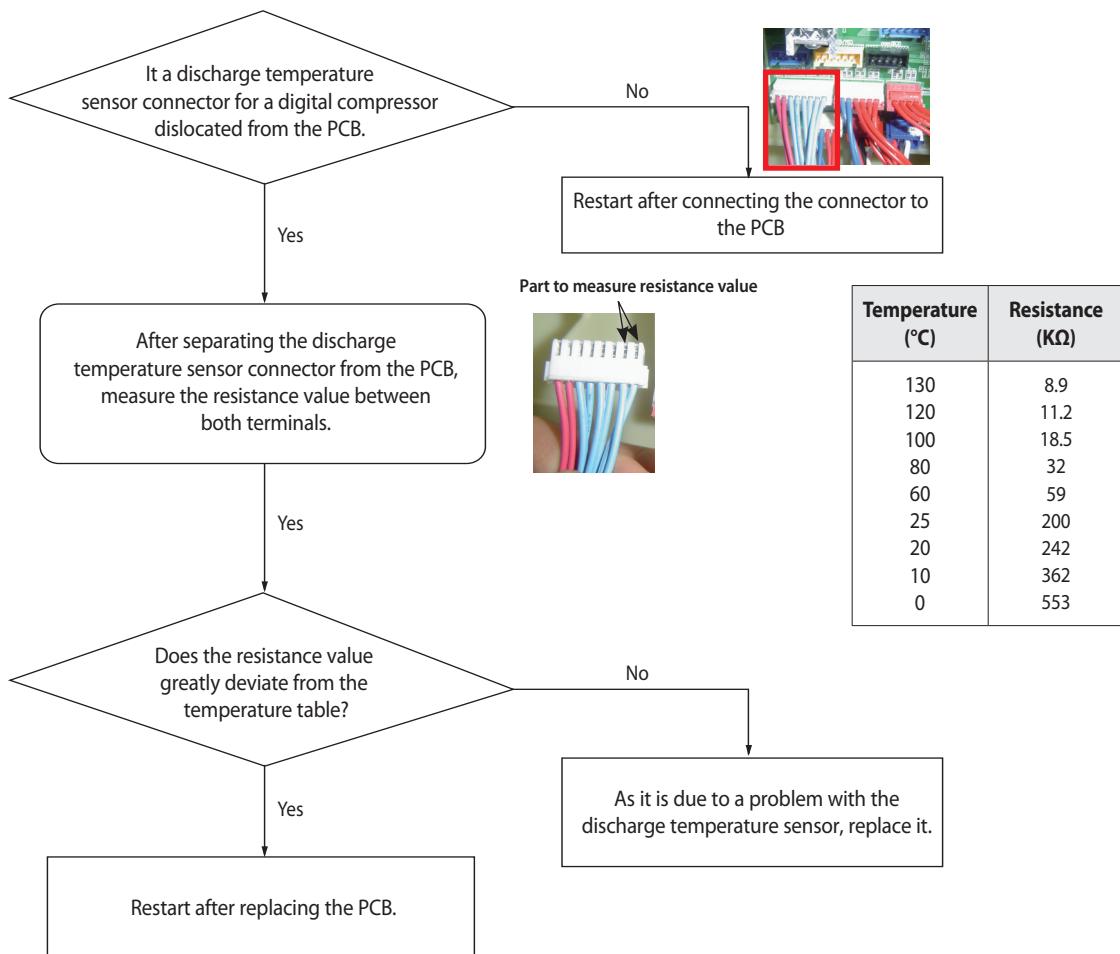 It a discharge temperature
sensor connector for a digital compressor
dislocated from the PCB.
No
Restart after connecting the connector to
the PCB
Yes
Part to measure resistance value
After separating the discharge
temperature sensor connector from the PCB,
measure the resistance value between
both terminals.
Temperature (°C) Resistance (KΩ)
130 8.9
120 11.2
100 18.5
80 32
60 59
25 200
20 242
10 362
0 553
Yes
Does the resistance value
greatly deviate from the
temperature table?
No
As it is due to a problem with the
discharge temperature sensor, replace it.
Yes
Restart after replacing the PCB.